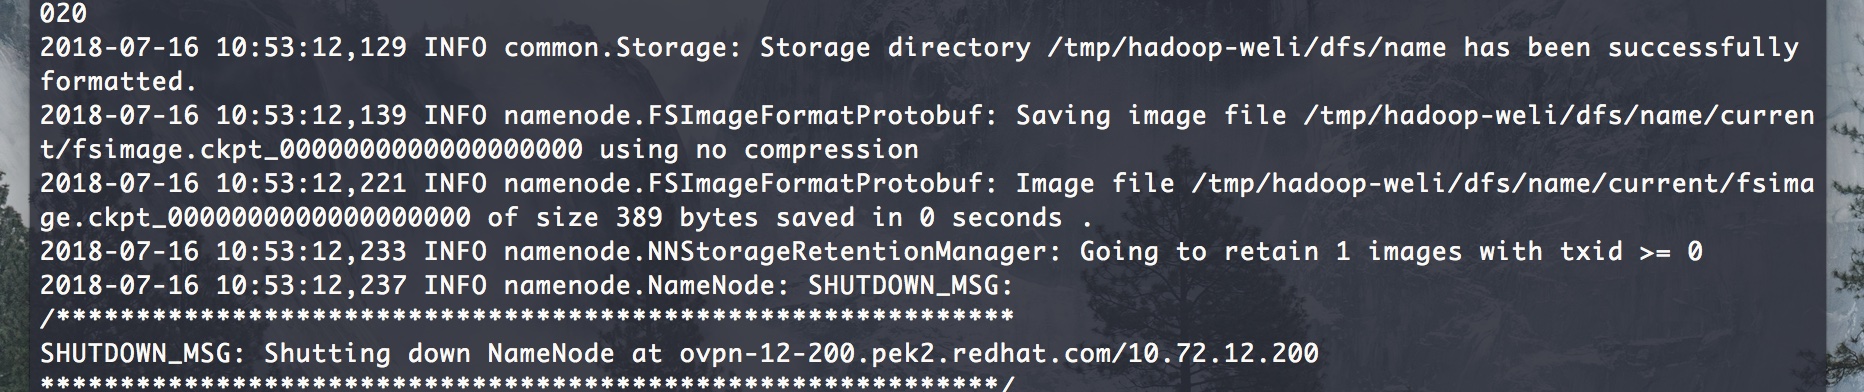 020
2018-07-16 10:53:12,129 INFO common.Storage: Storage directory /tmp/hadoop-weli/dfs/name has been successfully
formatted.
2018-07-16 10:53:12,139 INFO namenode.FSImageFormatProtobuf: Saving image file /tmp/hadoop-weli/dfs/name/curren
t/fsimage.ckpt_0000000000000000000 using no compression
2018-07-16 10:53:12,221 INFO namenode.FSImageFormatProtobuf: Image file /tmp/hadoop-weli/dfs/name/current/fsima
ge.ckpt_0000000000000000000 of size 389 bytes saved in 0 seconds .
2018-07-16 10:53:12,233 INFO namenode.NNStorageRetentionManager: Going to retain 1 images with txid >= 0
2018-07-16 10:53:12,237 INFO namenode.NameNode: SHUTDOWN_MSG:
/************************************************************
SHUTDOWN_MSG: Shutting down NameNode at ovpn-12-200.pek2.redhat.com/10.72.12.200
************************************************************/